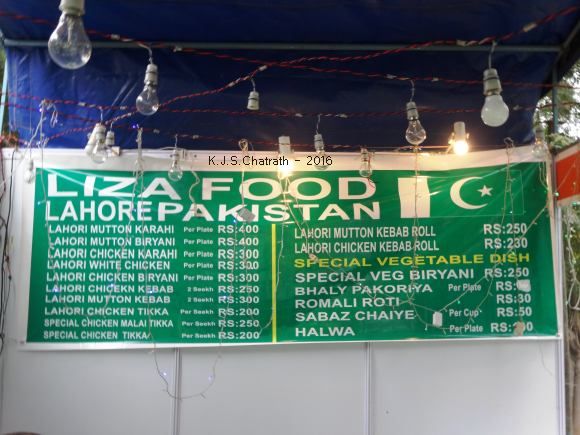 K.J.S.Chatrath - 2016
LIZA FOOD
LAHORE PAKISTAN
LAHORI MUTTON KARAHI Per Plate RS:400
LAHORI MUTTON BIRYANI Per Plate RS:400
LAHORI CHICKEN KARAHI Per Plate RS:300
LAHORI WHITE CHICKEN Per Plate RS:300
LAHORI CHICKEN BIRYANI Per Plate RS:300
LAHORI CHICEKN KEBAB 2 Seekh RS:250
LAHORI MUTTON KEBAB 2 Seekh RS:300
LAHORI CHICKEN TIKKA Per Seekh RS:200
SPECIAL CHICKEN MALAI TIKKA Per Seekh RS:250
SPECIAL CHICKEN TIKKA Per Seekh RS:200
LAHORI MUTTON KEBAB ROLL RS:250
LAHORI CHICKEN KEBAB ROLL RS:230
SPECIAL VEGETABLE DISH
SPECIAL VEG BIRYANI RS:250
BHALY PAKORIYA Per Plate RS:
ROMALI ROTI RS:30
SABAZ CHAIYE Per Cup RS:50
HALWA Per Plate RS: